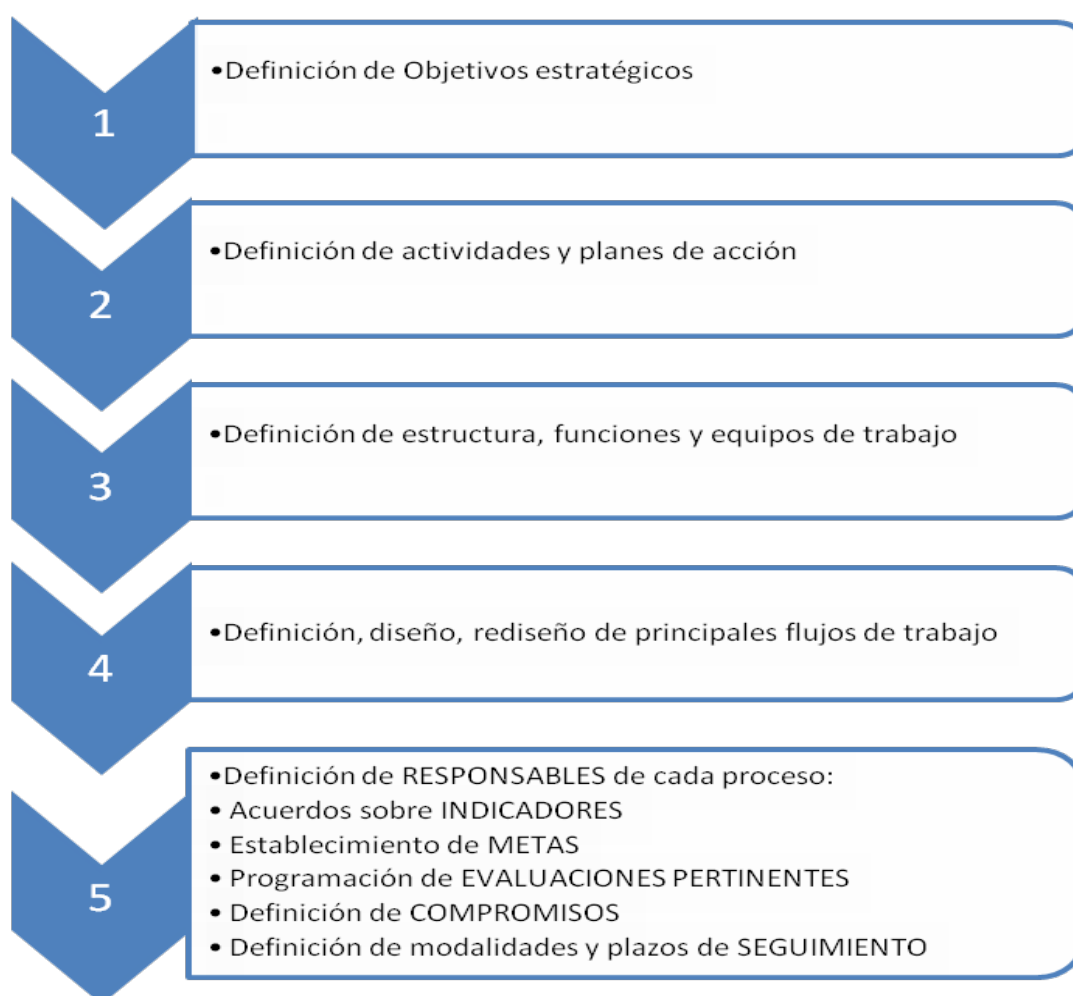 1
•Definición de Objetivos estratégicos
2
•Definición de actividades y planes de acción
3
•Definición de estructura, funciones y equipos de trabajo
4
•Definición, diseño, rediseño de principales flujos de trabajo
5
•Definición de RESPONSABLES de cada proceso:
• Acuerdos sobre INDICADORES
• Establecimiento de METAS
• Programación de EVALUACIONES PERTINENTES
• Definición de COMPROMISOS
• Definición de modalidades y plazos de SEGUIMIENTO